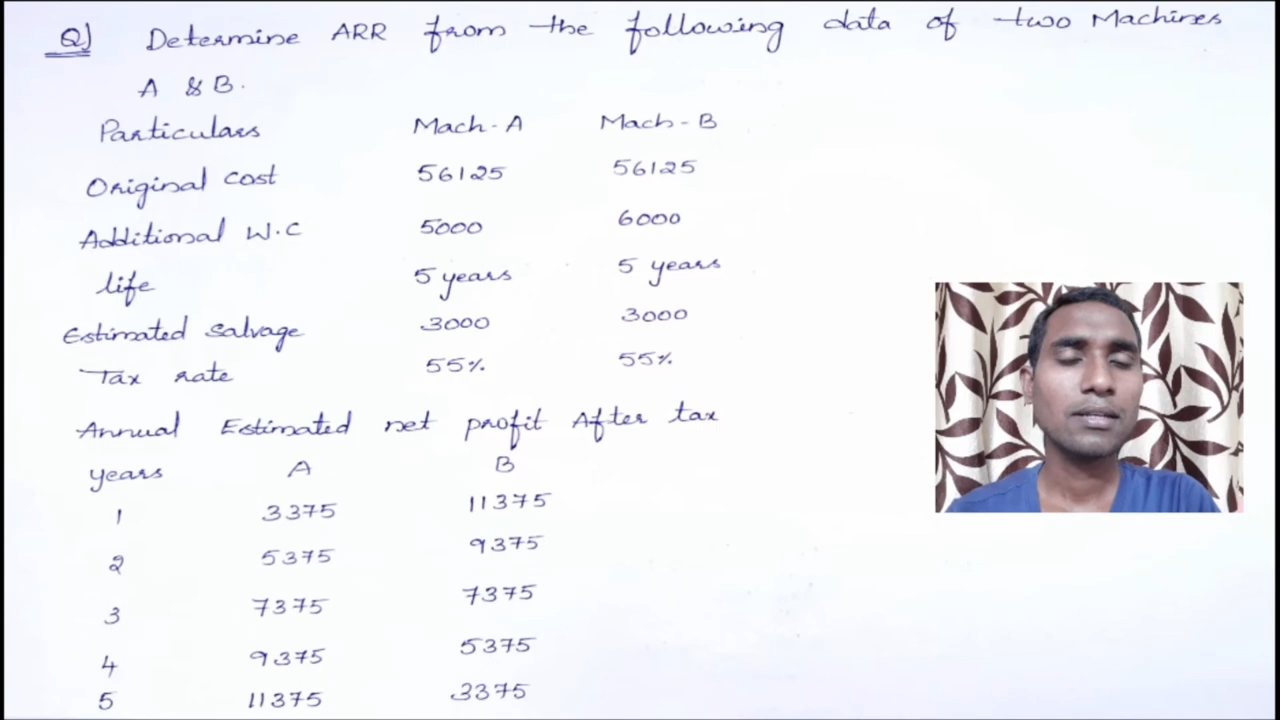 Q) Determine ARR from the following data of two Machines
A & B.
Particulars Mach-A Mach-B
Original cost 56125 56125
Additional W.C 5000 6000
life 5 years 5 years
Estimated salvage 3000 3000
Tax rate 55% 55%
Annual Estimated net profit After tax
years A B
1 3375 11375
2 5375 9375
3 7375 7375
4 9375 5375
5 11375 3375